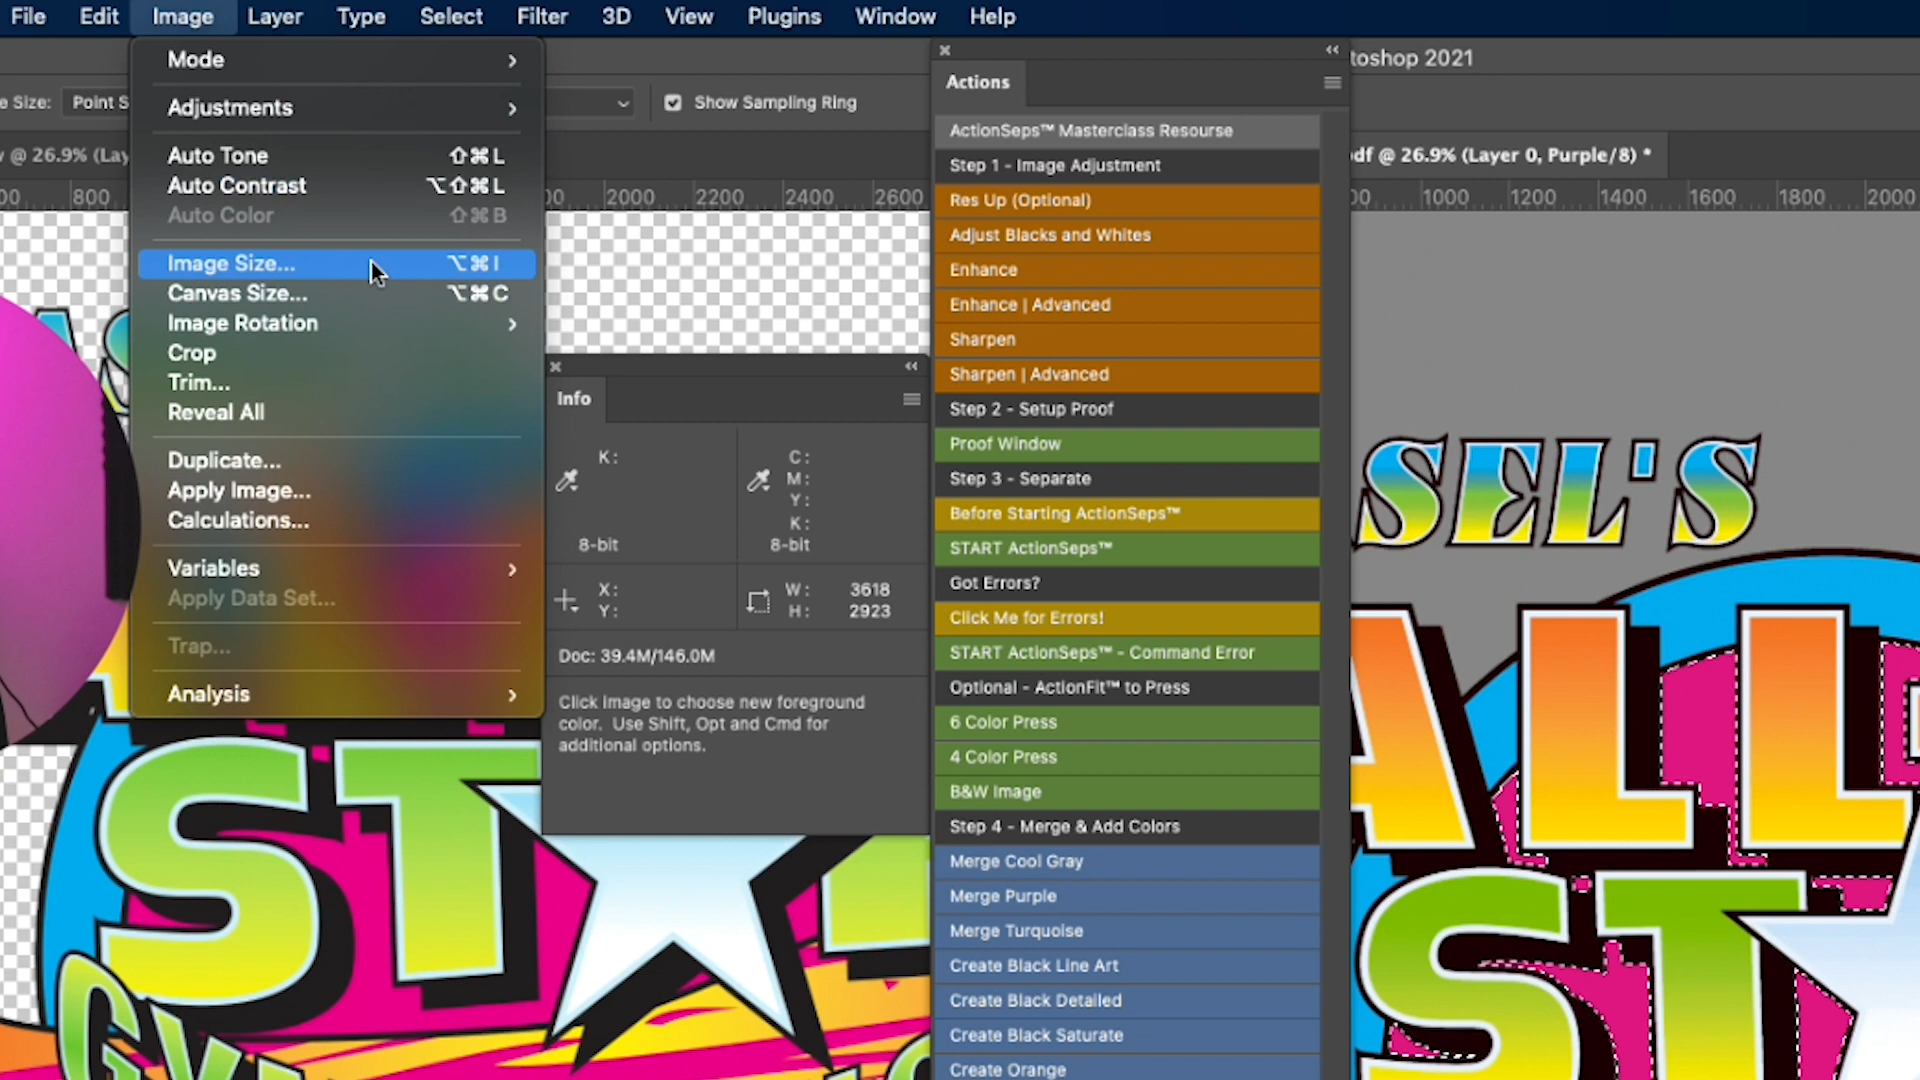 File Edit Image Layer Type Select Filter 3D View Plugins Window Help
Mode
Adjustments
Auto Tone ⇧⌘L
Auto Contrast ⌥⇧⌘L
Auto Color ⇧⌘B
Image Size... ⌥⌘I
Canvas Size... ⌥⌘C
Image Rotation
Crop
Trim...
Reveal All
Duplicate...
Apply Image...
Calculations...
Variables
Apply Data Set...
Trap...
Analysis
e Size: Point S
Show Sampling Ring
@ 26.9% (Lay
800
2000 2200 2400 2600
Info
K:
8-bit
C:
M:
Y:
K:
8-bit
X:
Y:
W: 3618
H: 2923
Doc: 39.4M/146.0M
Click image to choose new foreground
color. Use Shift, Opt and Cmd for
additional options.
Actions
ActionSeps™ Masterclass Resourse
Step 1 - Image Adjustment
Res Up (Optional)
Adjust Blacks and Whites
Enhance
Enhance | Advanced
Sharpen
Sharpen | Advanced
Step 2 - Setup Proof
Proof Window
Step 3 - Separate
Before Starting ActionSeps™
START ActionSeps™
Got Errors?
Click Me for Errors!
START ActionSeps™ - Command Error
Optional - ActionFit™ to Press
6 Color Press
4 Color Press
B&W Image
Step 4 - Merge & Add Colors
Merge Cool Gray
Merge Purple
Merge Turquoise
Create Black Line Art
Create Black Detailed
Create Black Saturate
Create Orange
toshop 2021
df @ 26.9% (Layer 0, Purple/8) *
1000 1200 1400 1600 1800 2000
SEL'S
ALL
ST
ST
GY